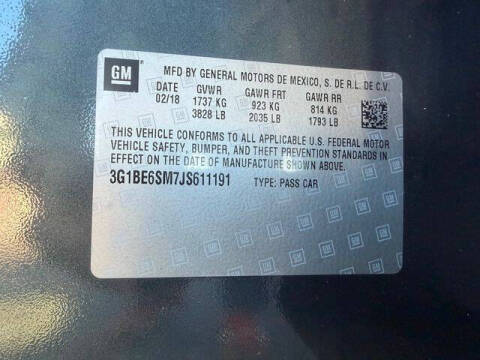 GM
MFD BY GENERAL MOTORS DE MEXICO, S. DE R.L. DE C.V.
DATE GVWR GAWR FRT GAWR RR
02/18 1737 KG 923 KG 814 KG
3828 LB 2035 LB 1793 LB
THIS VEHICLE CONFORMS TO ALL APPLICABLE U.S. FEDERAL MOTOR
VEHICLE SAFETY, BUMPER, AND THEFT PREVENTION STANDARDS IN
EFFECT ON THE DATE OF MANUFACTURE SHOWN ABOVE.
3G1BE6SM7JS611191 TYPE: PASS CAR